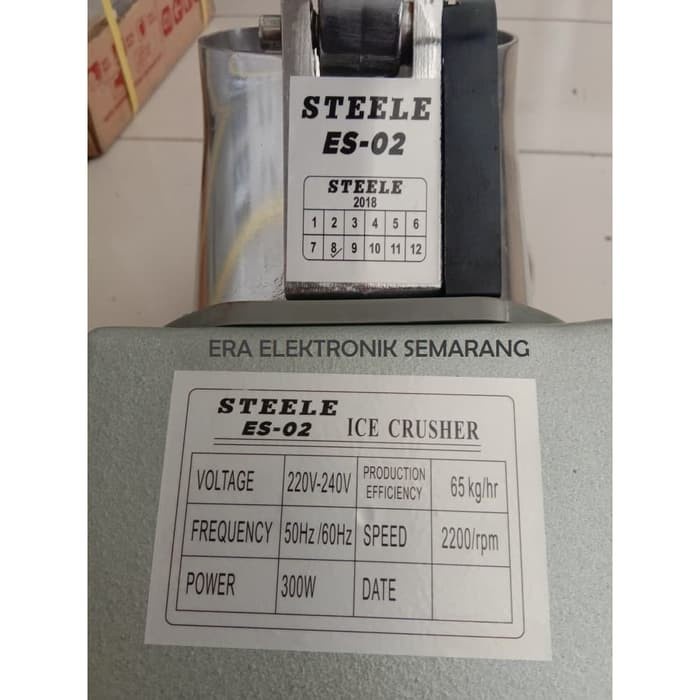 STEELE
ES-02
STEELE
2018
1 2 3 4 5 6
7 8 9 10 11 12
ERA ELEKTRONIK SEMARANG
STEELE
ES-02 ICE CRUSHER
VOLTAGE 220V-240V PRODUCTION EFFICIENCY 65 kg/hr
FREQUENCY 50Hz/60Hz SPEED 2200/rpm
POWER 300W DATE